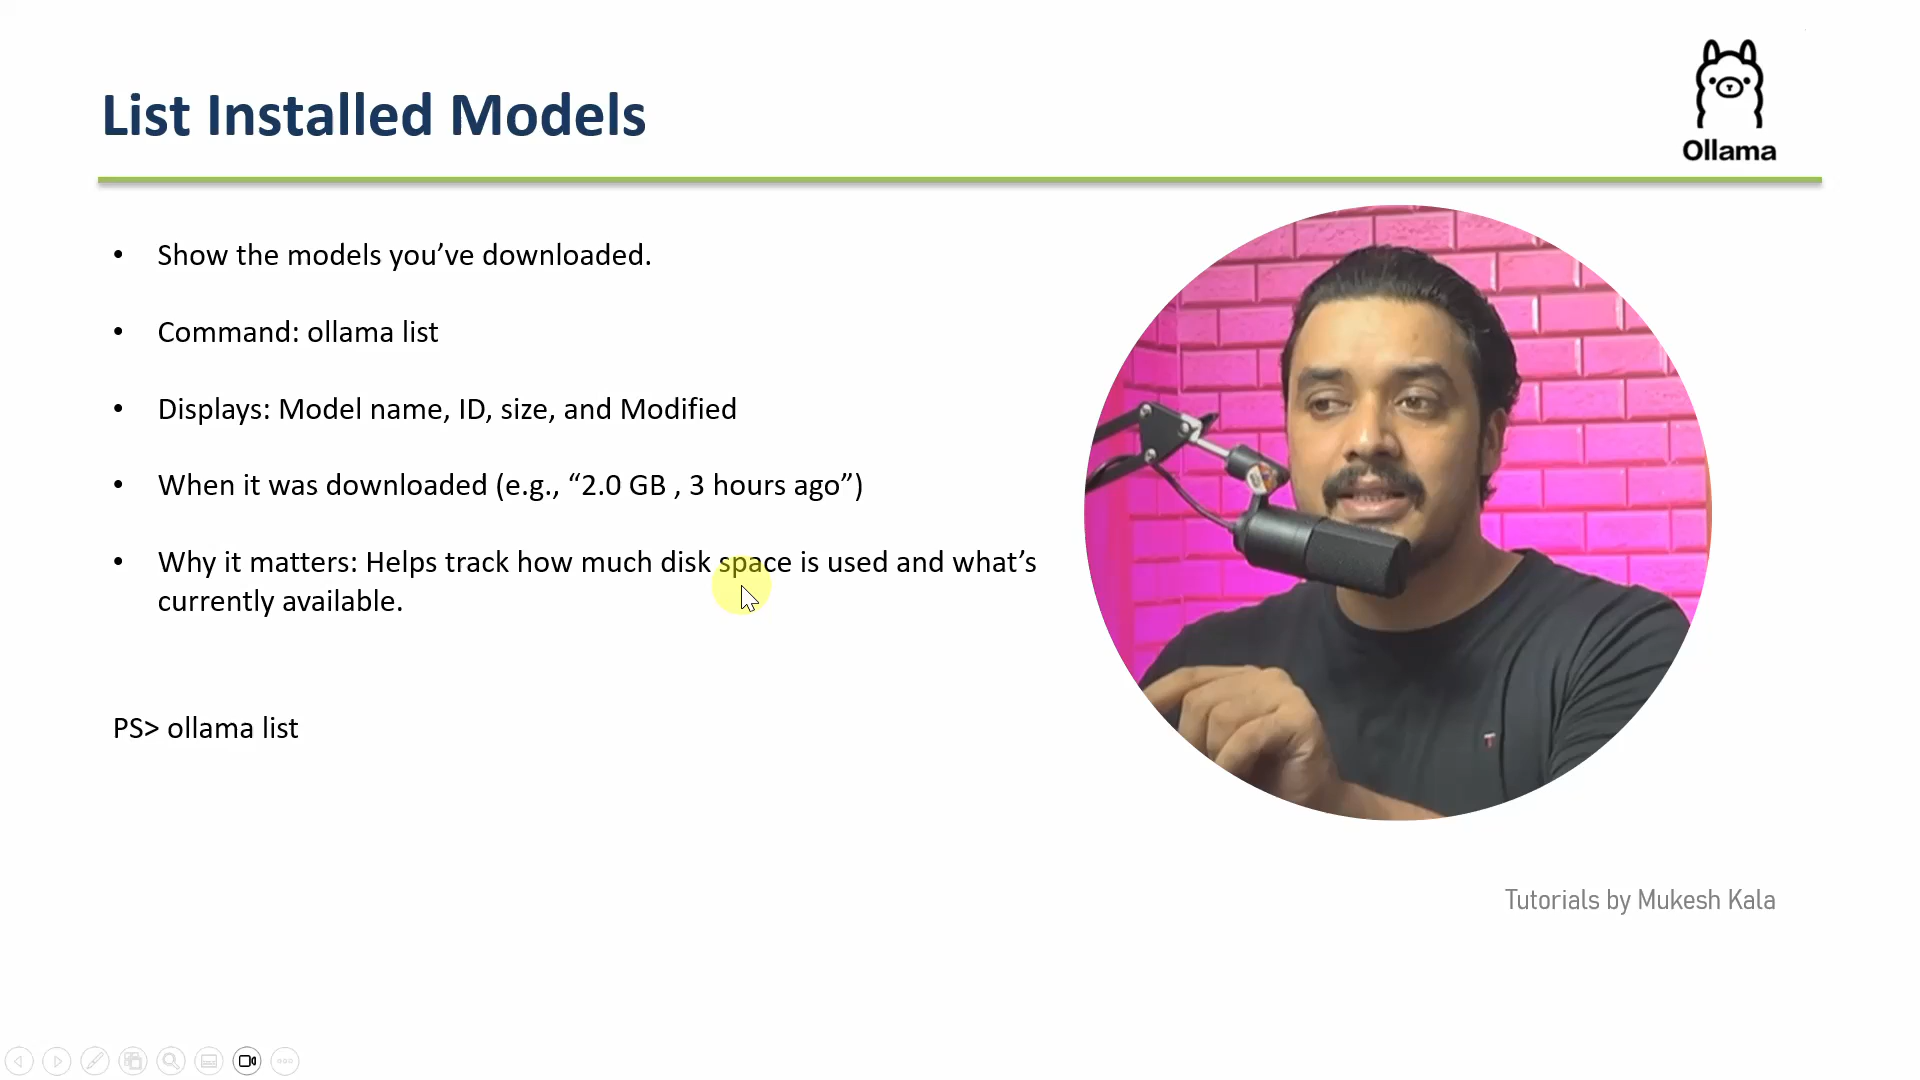 List Installed Models
Ollama
• Show the models you’ve downloaded.
• Command: ollama list
• Displays: Model name, ID, size, and Modified
• When it was downloaded (e.g., “2.0 GB , 3 hours ago”)
• Why it matters: Helps track how much disk space is used and what’s
currently available.
PS> ollama list
Tutorials by Mukesh Kala